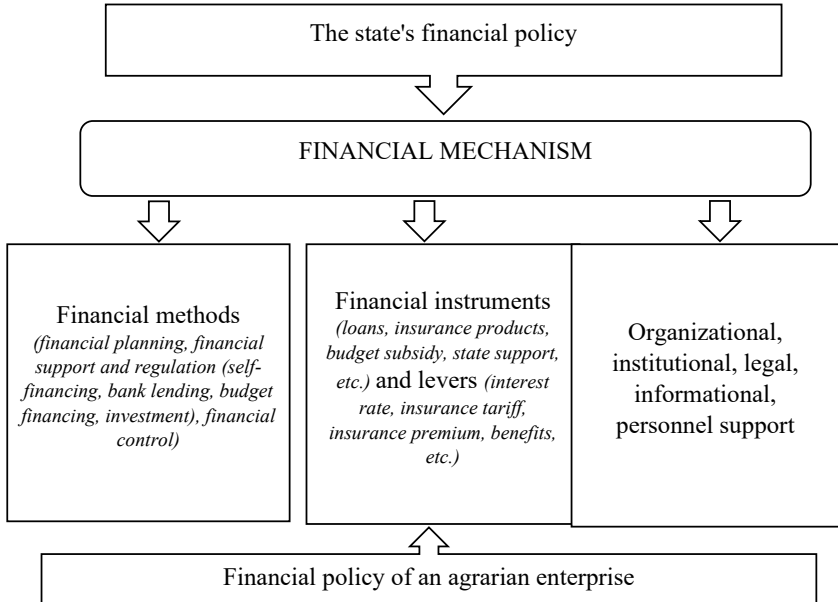 The state's financial policy
FINANCIAL MECHANISM
Financial methods
(financial planning, financial
support and regulation (self-
financing, bank lending, budget
financing, investment), financial
control)
Financial instruments
(loans, insurance products,
budget subsidy, state support,
etc.) and levers (interest
rate, insurance tariff,
insurance premium, benefits,
etc.)
Organizational,
institutional, legal,
informational,
personnel support
Financial policy of an agrarian enterprise